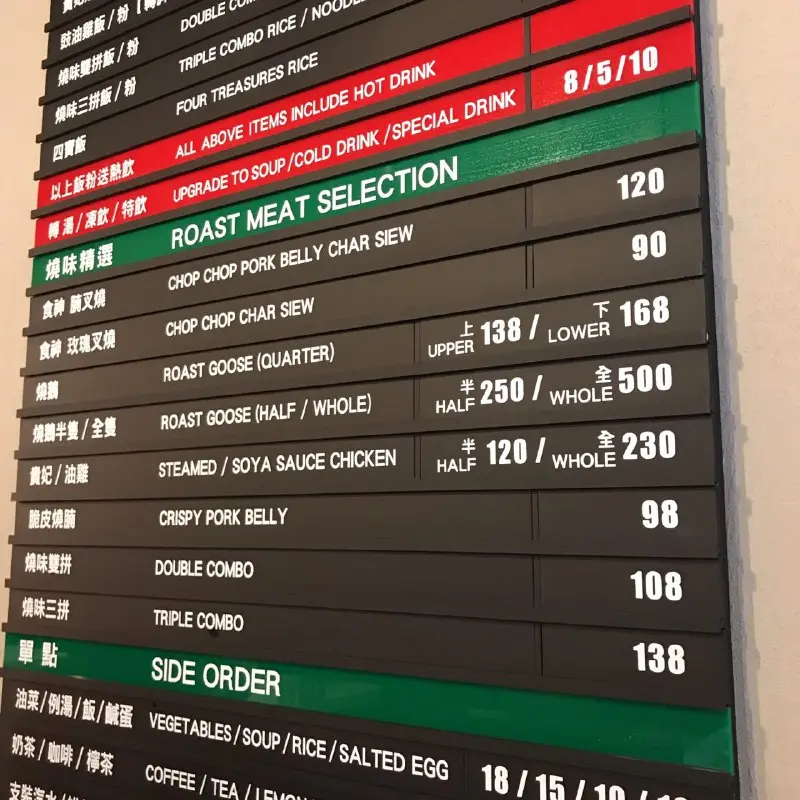 豉油雞飯 / 粉 DOUBLE COMBO
燒味雙拼飯 / 粉 TRIPLE COMBO RICE / NOODLE
燒味三拼飯 / 粉 FOUR TREASURES RICE
四寶飯
以上飯粉送熱飲 ALL ABOVE ITEMS INCLUDE HOT DRINK
轉 湯 / 凍飲 / 特飲 UPGRADE TO SOUP / COLD DRINK / SPECIAL DRINK 8 / 5 / 10
燒味精選 ROAST MEAT SELECTION
食神 腩叉燒 CHOP CHOP PORK BELLY CHAR SIEW 120
食神 玫瑰叉燒 CHOP CHOP CHAR SIEW 90
燒鵝 ROAST GOOSE (QUARTER) 上 UPPER 138 / 下 LOWER 168
燒鵝半隻 / 全隻 ROAST GOOSE (HALF / WHOLE) 半 HALF 250 / 全 WHOLE 500
貴妃 / 油雞 STEAMED / SOYA SAUCE CHICKEN 半 HALF 120 / 全 WHOLE 230
脆皮燒腩 CRISPY PORK BELLY 98
燒味雙拼 DOUBLE COMBO 108
燒味三拼 TRIPLE COMBO 138
單 點 SIDE ORDER
油菜 / 例湯 / 飯 / 鹹蛋 VEGETABLES / SOUP / RICE / SALTED EGG 18 / 15 / 10 /
奶茶 / 咖啡 / 檸茶 COFFEE / TEA /